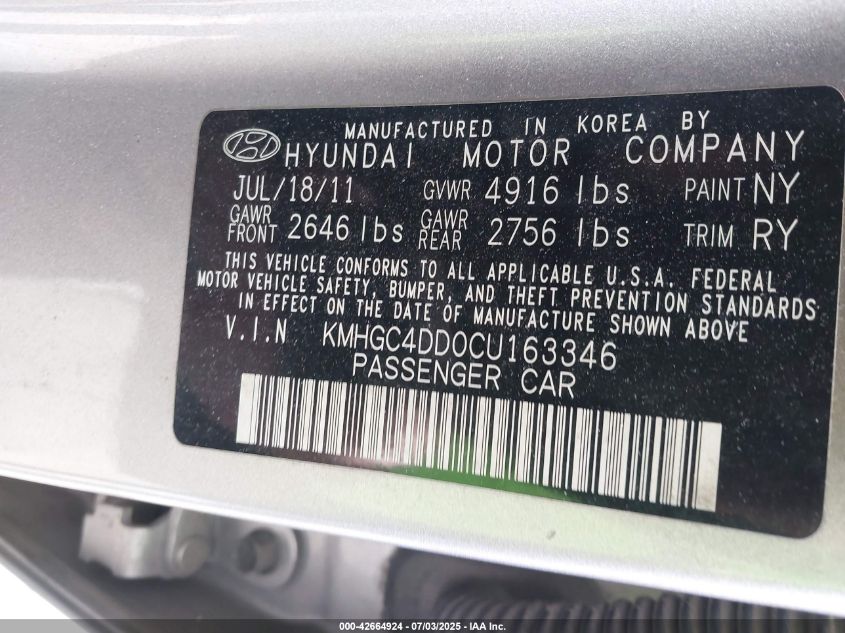 MANUFACTURED IN KOREA BY
HYUNDAI MOTOR COMPANY
JUL/18/11 GVWR 4916 lbs PAINT NY
GAWR FRONT 2646 lbs GAWR REAR 2756 lbs TRIM RY
THIS VEHICLE CONFORMS TO ALL APPLICABLE U.S.A. FEDERAL
MOTOR VEHICLE SAFETY, BUMPER, AND THEFT PREVENTION STANDARDS
IN EFFECT ON THE DATE OF MANUFACTURE SHOWN ABOVE
V.I.N KMHGC4DD0CU163346
PASSENGER CAR
000-42664924 - 07/03/2025 - IAA Inc.